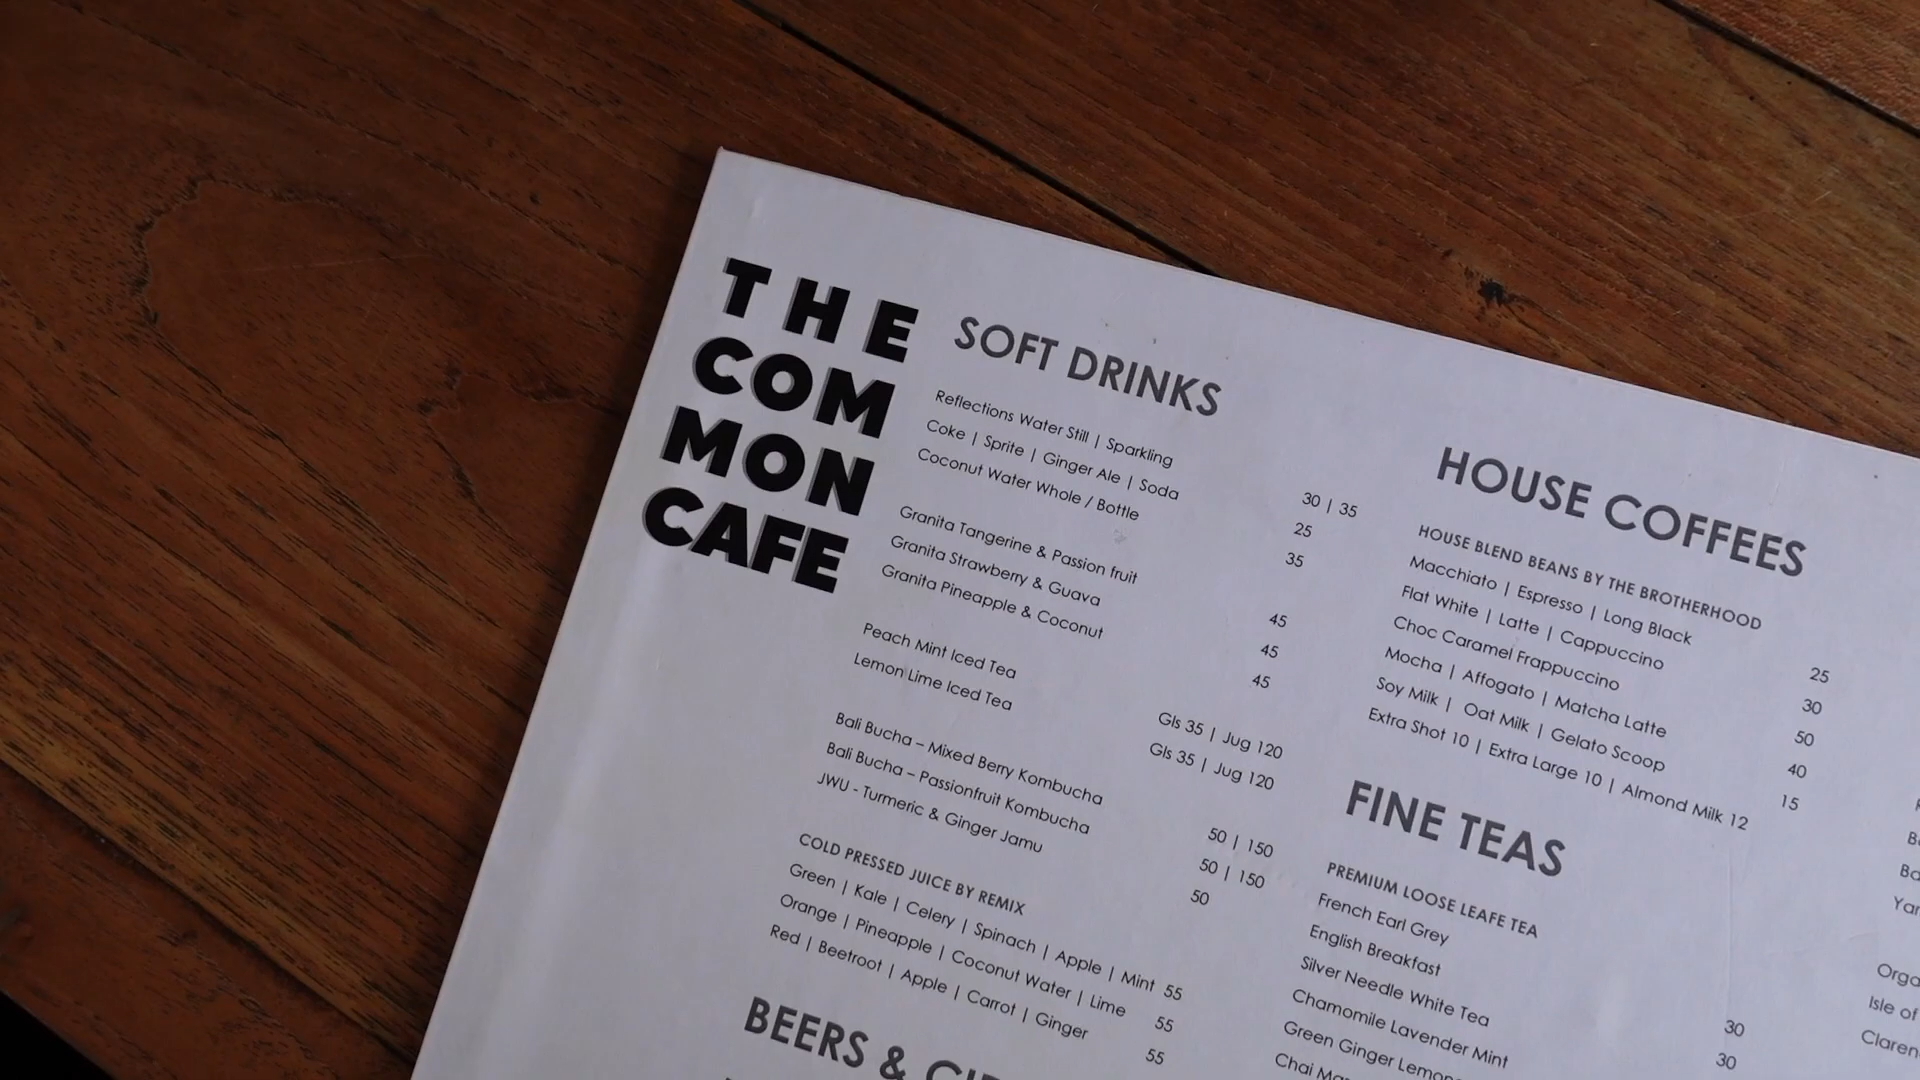 THE
COM
MON
CAFE
SOFT DRINKS
Reflections Water Still | Sparkling 30 | 35
Coke | Sprite | Ginger Ale | Soda 25
Coconut Water Whole / Bottle 35
Granita Tangerine & Passion fruit 45
Granita Strawberry & Guava 45
Granita Pineapple & Coconut 45
Peach Mint Iced Tea Gls 35 | Jug 120
Lemon Lime Iced Tea Gls 35 | Jug 120
Bali Bucha – Mixed Berry Kombucha 50 | 150
Bali Bucha – Passionfruit Kombucha 50 | 150
JWU - Turmeric & Ginger Jamu 50
COLD PRESSED JUICE BY REMIX
Green | Kale | Celery | Spinach | Apple | Mint 55
Orange | Pineapple | Coconut Water | Lime 55
Red | Beetroot | Apple | Carrot | Ginger 55
BEERS &
HOUSE COFFEES
HOUSE BLEND BEANS BY THE BROTHERHOOD
Macchiato | Espresso | Long Black 25
Flat White | Latte | Cappuccino 30
Choc Caramel Frappuccino 50
Mocha | Affogato | Matcha Latte 40
Soy Milk | Oat Milk | Gelato Scoop 15
Extra Shot 10 | Extra Large 10 | Almond Milk 12
FINE TEAS
PREMIUM LOOSE LEAFE TEA
French Earl Grey 30
English Breakfast 30
Silver Needle White Tea
Chamomile Lavender Mint
Green Ginger
Chai
Isle of